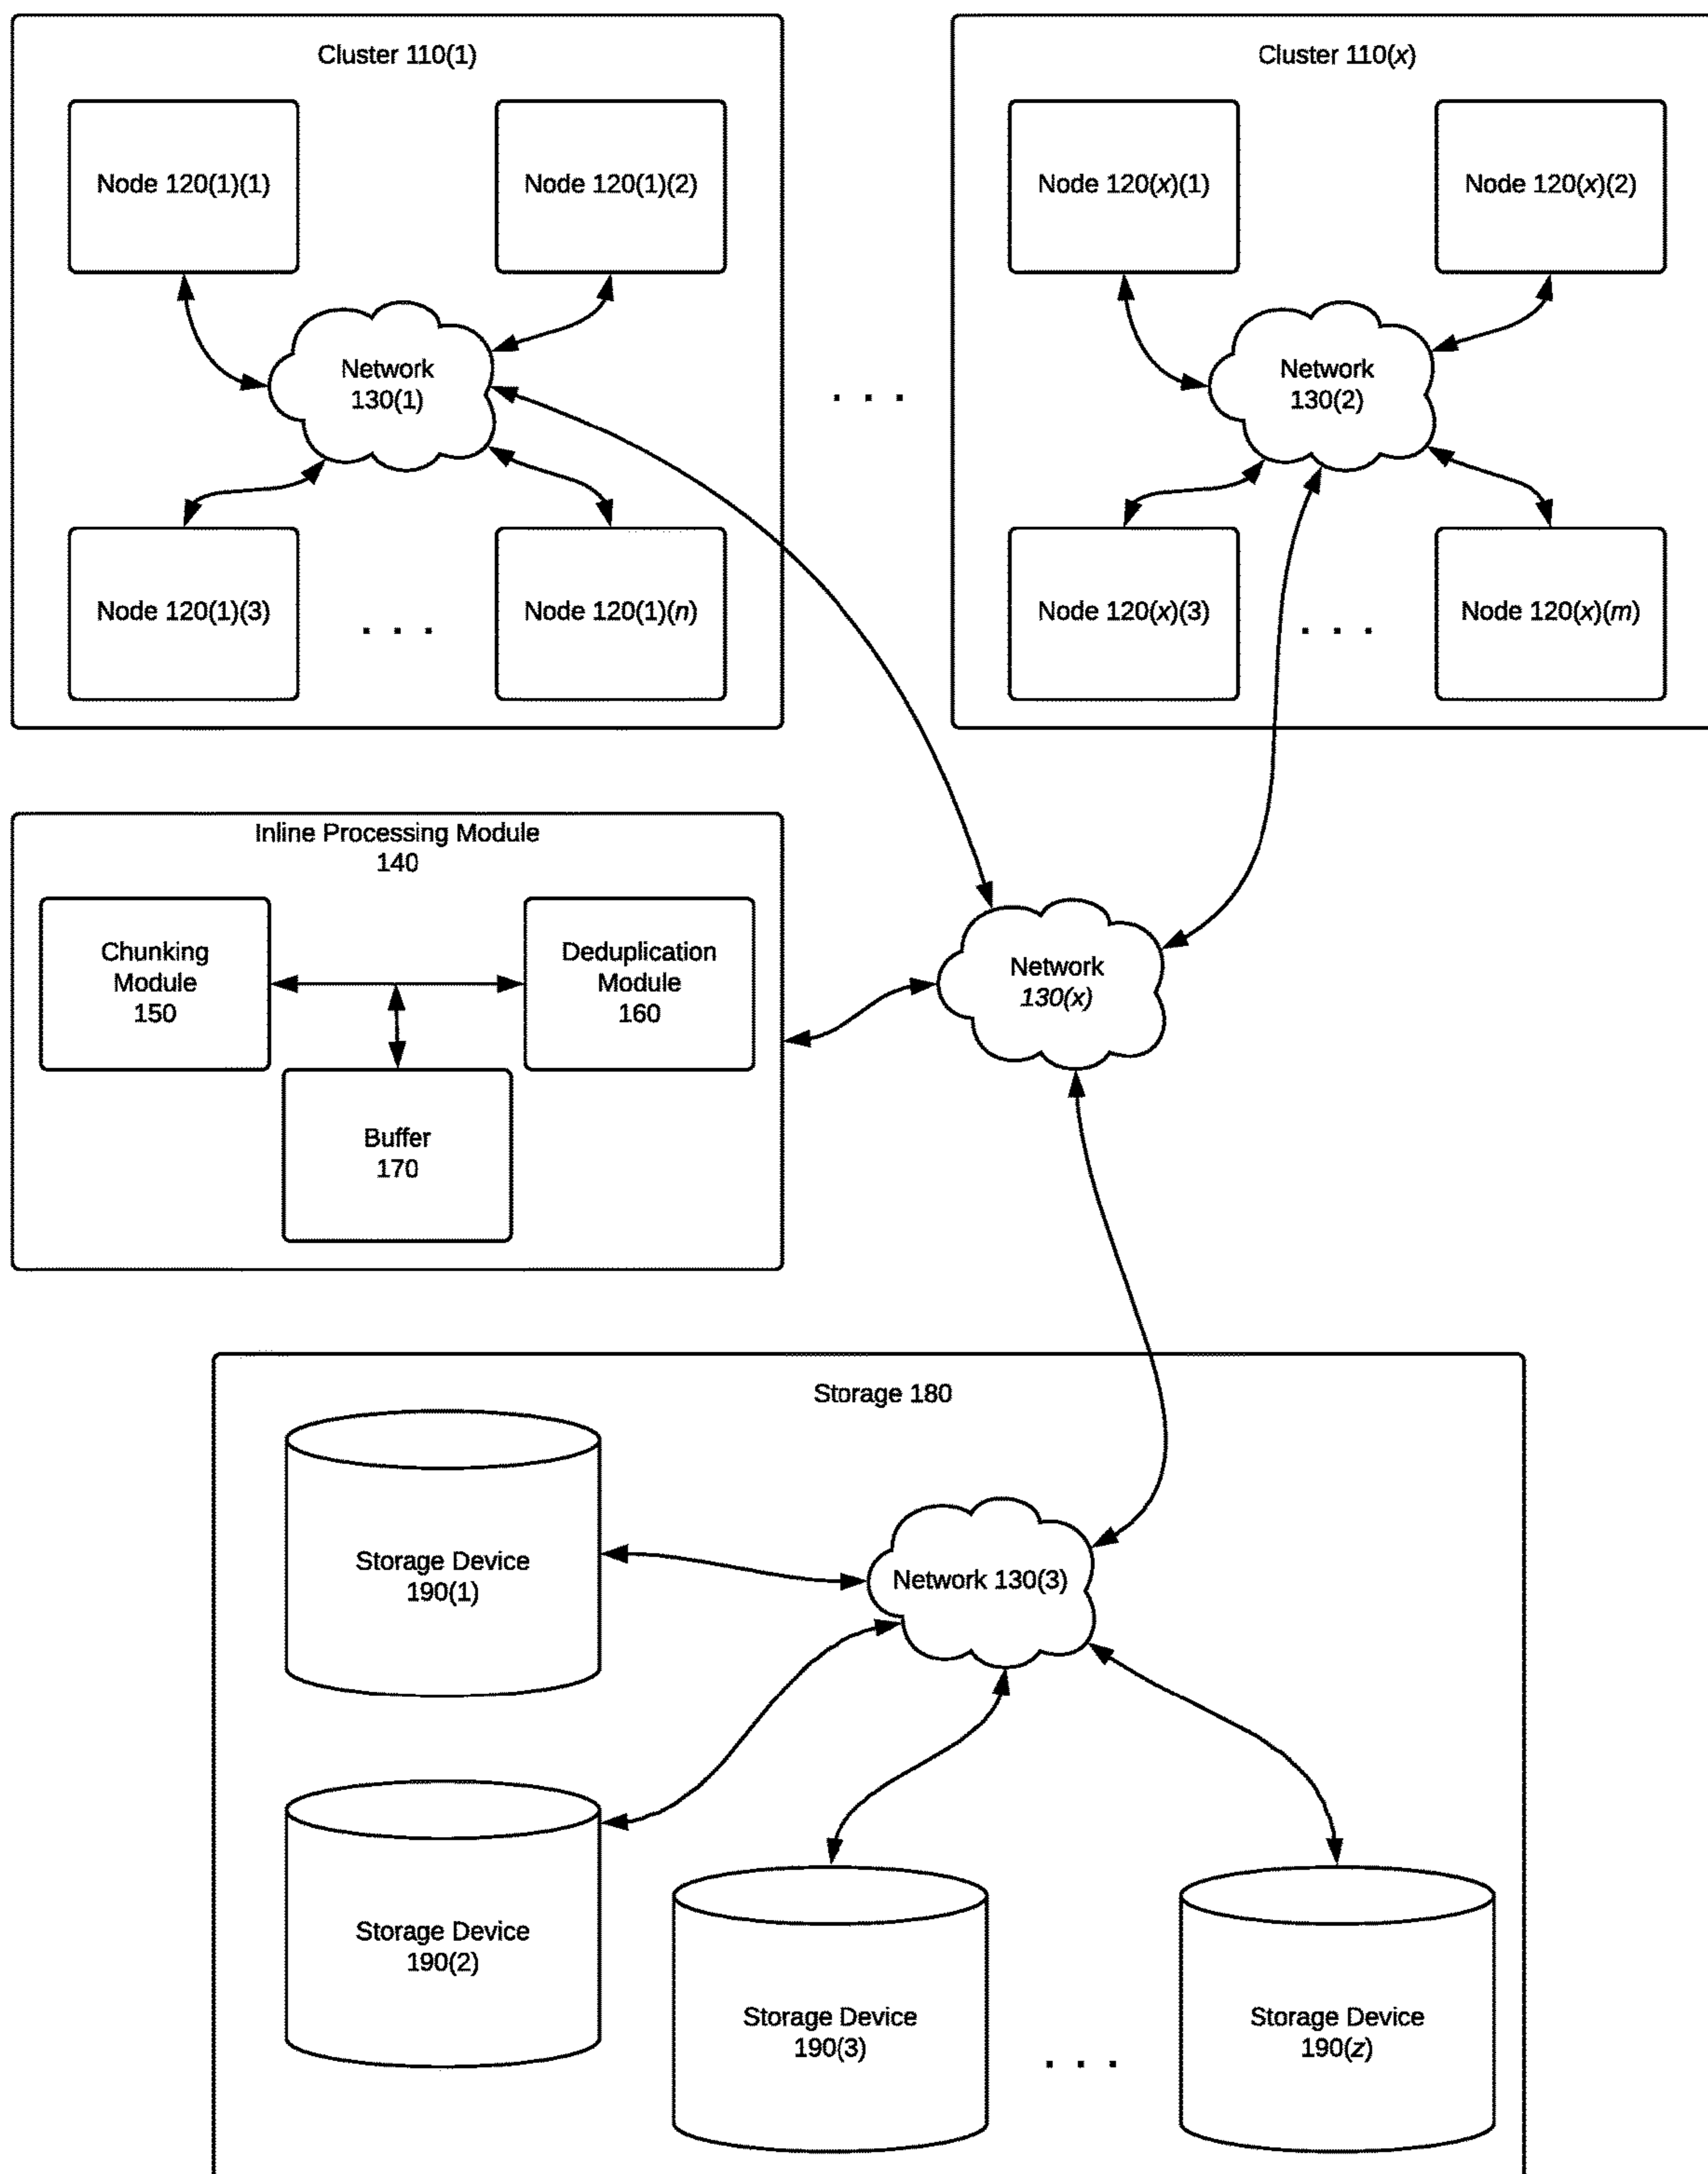 Cluster 110(1)
Node 120(1)(1)
Node 120(1)(2)
Network
130(1)
Node 120(1)(3)
. . .
Node 120(1)(n)
. . .
Cluster 110(x)
Node 120(x)(1)
Node 120(x)(2)
Network
130(2)
Node 120(x)(3)
. . .
Node 120(x)(m)
Inline Processing Module
140
Chunking
Module
150
Deduplication
Module
160
Buffer
170
Network
130(x)
Storage 180
Storage Device
190(1)
Network 130(3)
Storage Device
190(2)
Storage Device
190(3)
. . .
Storage Device
190(z)